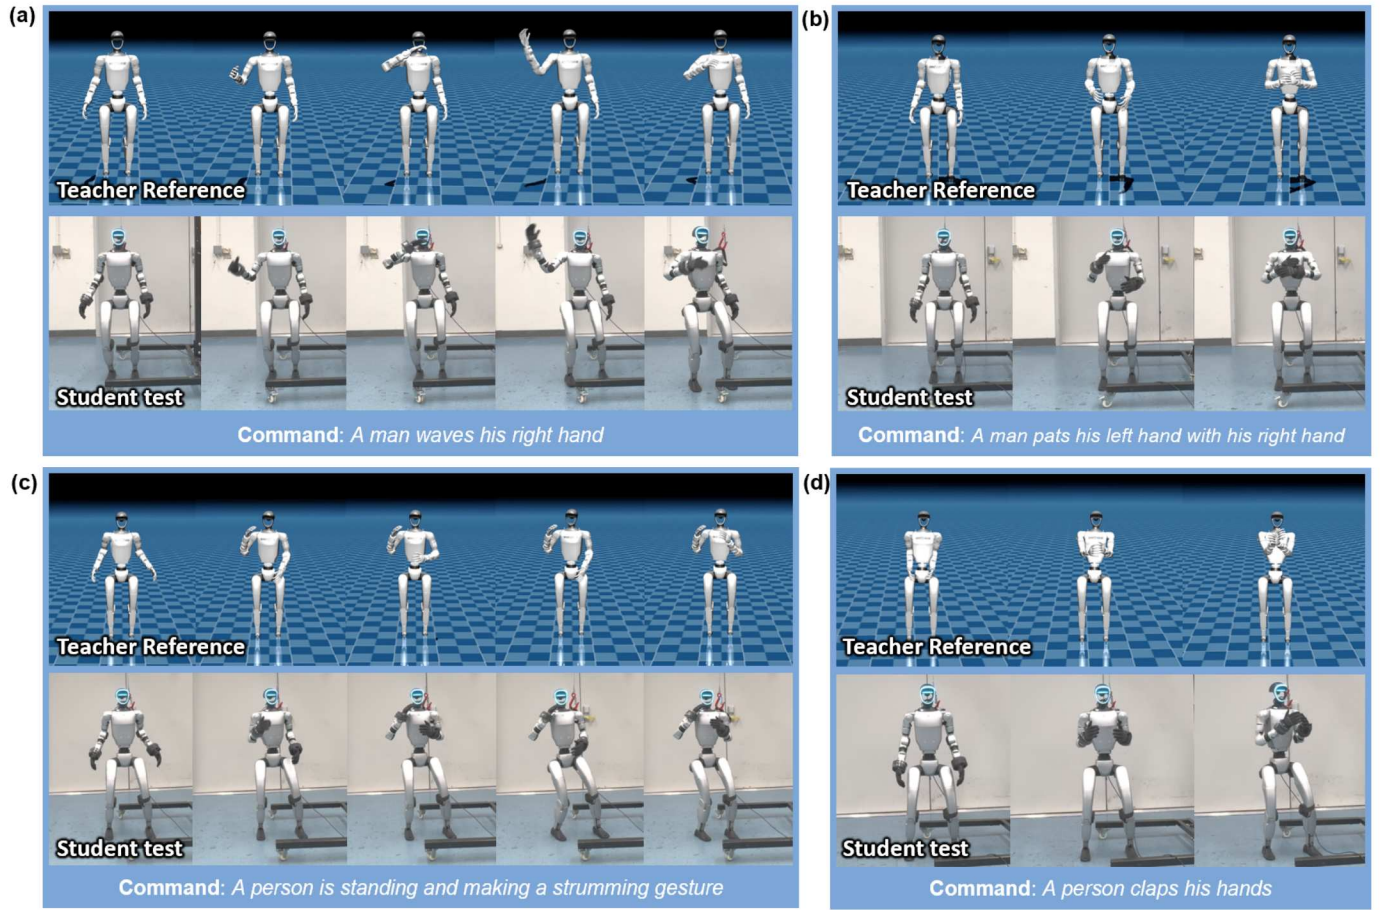 (a)
Teacher Reference
Student test
Command: A man waves his right hand
(b)
Teacher Reference
Student test
Command: A man pats his left hand with his right hand
(c)
Teacher Reference
Student test
Command: A person is standing and making a strumming gesture
(d)
Teacher Reference
Student test
Command: A person claps his hands